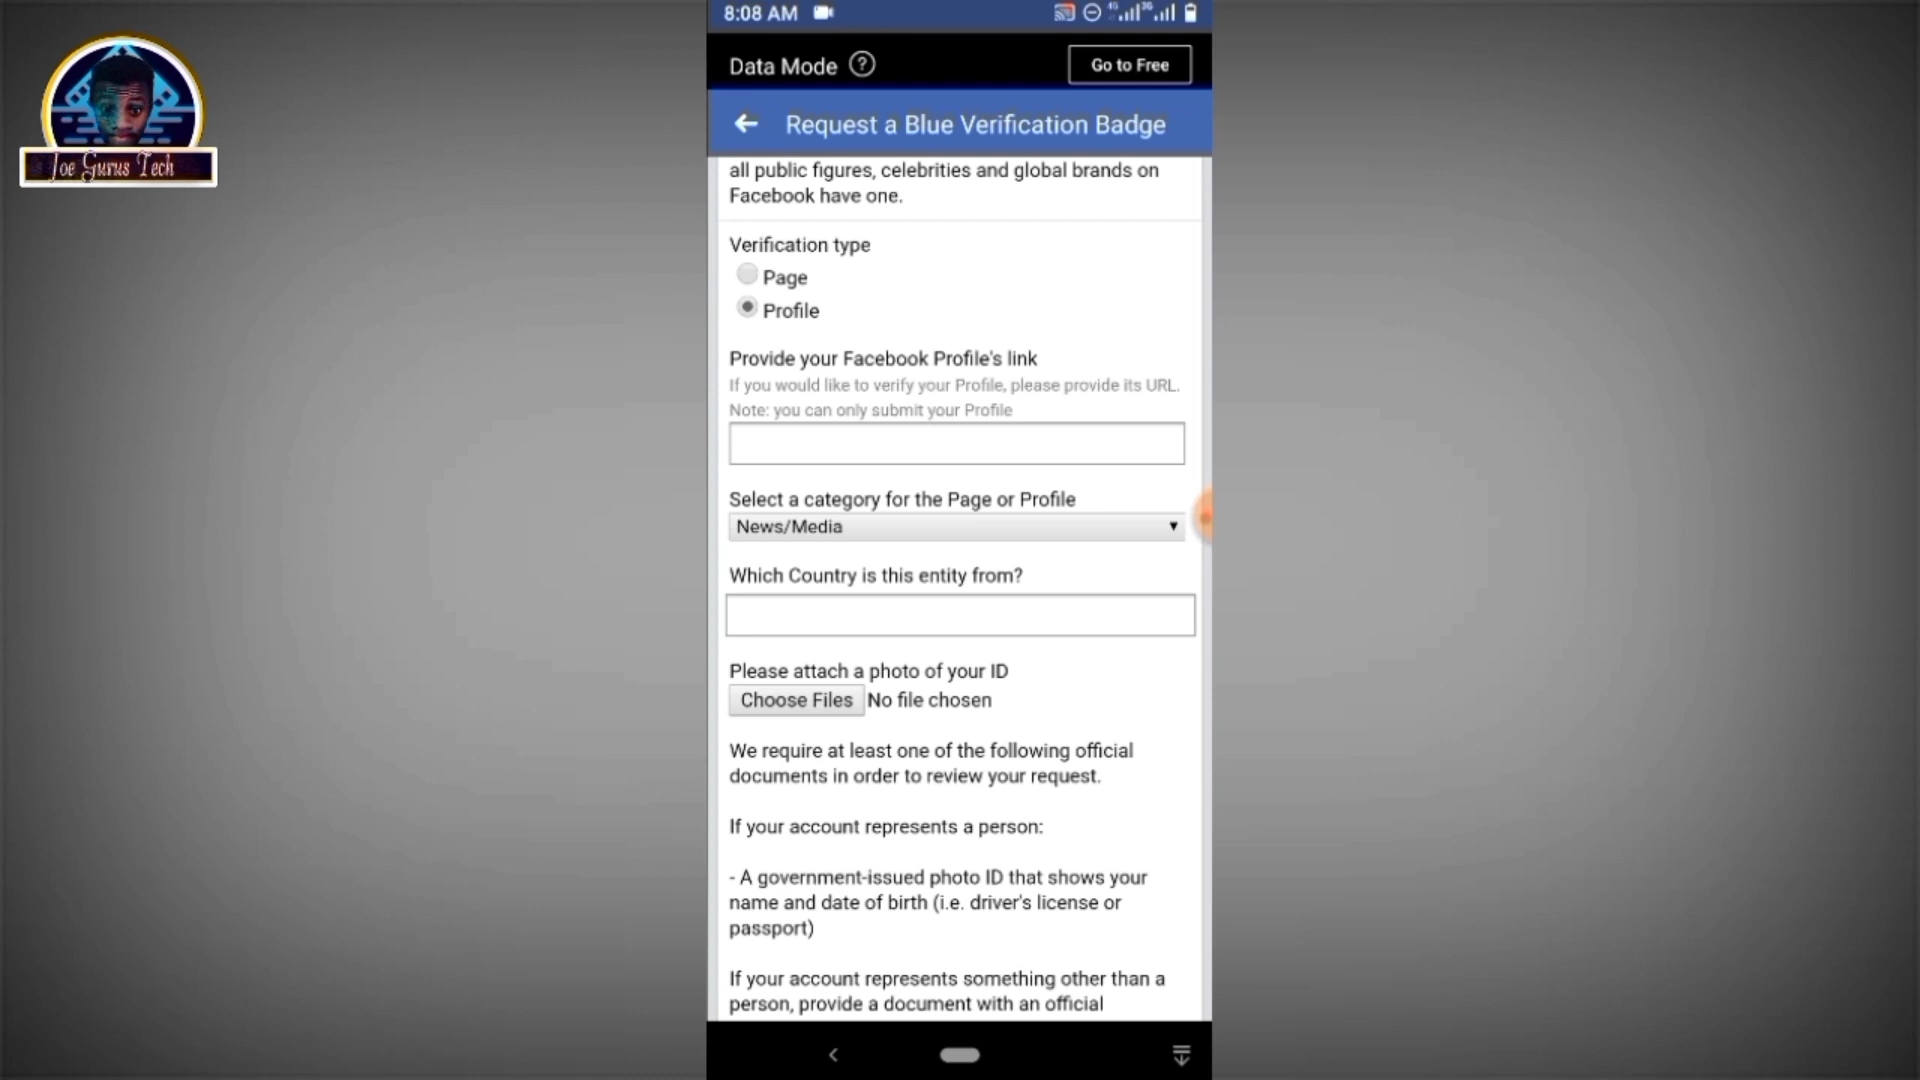 Joe Gurus Tech
8:08 AM
4G 3G
Data Mode ?
Go to Free
Request a Blue Verification Badge
all public figures, celebrities and global brands on
Facebook have one.
Verification type
Page
Profile
Provide your Facebook Profile's link
If you would like to verify your Profile, please provide its URL.
Note: you can only submit your Profile
Select a category for the Page or Profile
News/Media
Which Country is this entity from?
Please attach a photo of your ID
Choose Files No file chosen
We require at least one of the following official
documents in order to review your request.
If your account represents a person:
- A government-issued photo ID that shows your
name and date of birth (i.e. driver's license or
passport)
If your account represents something other than a
person, provide a document with an official